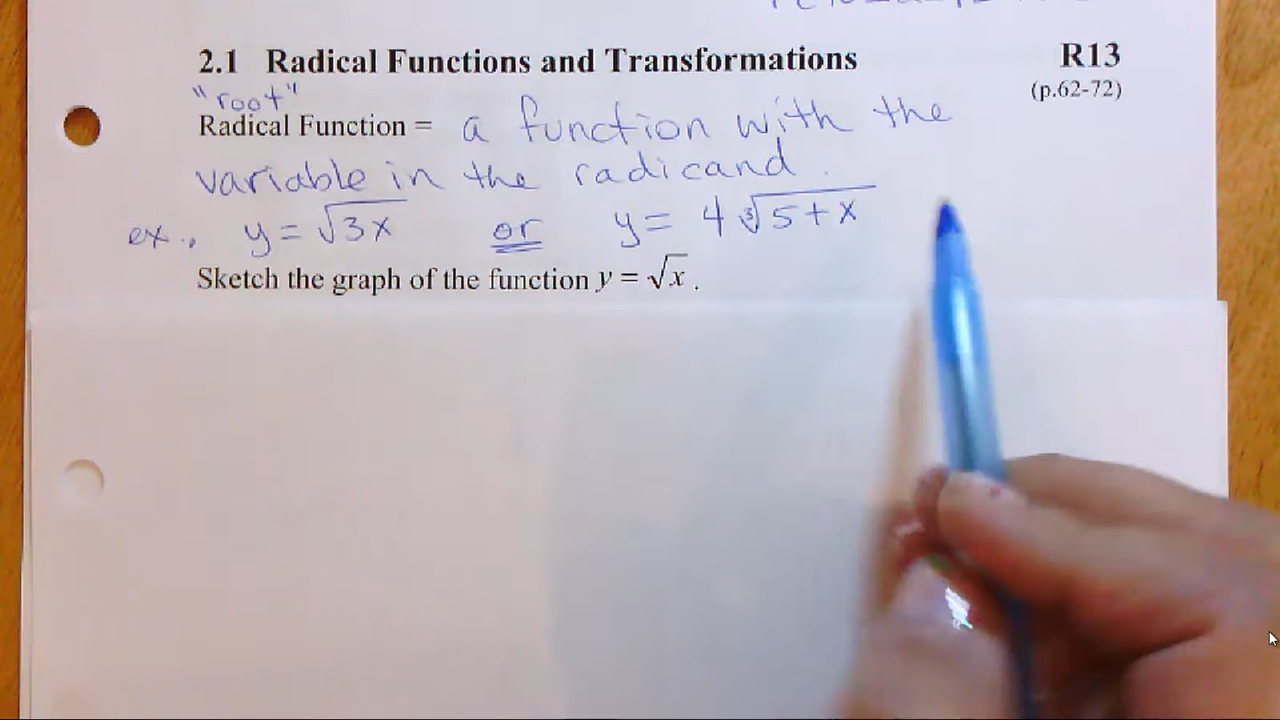 2.1 Radical Functions and Transformations R13
(p.62-72)
"root"
Radical Function = a function with the
variable in the radicand.
ex., y = √3x or y = 4∛5+x
Sketch the graph of the function y = √x.